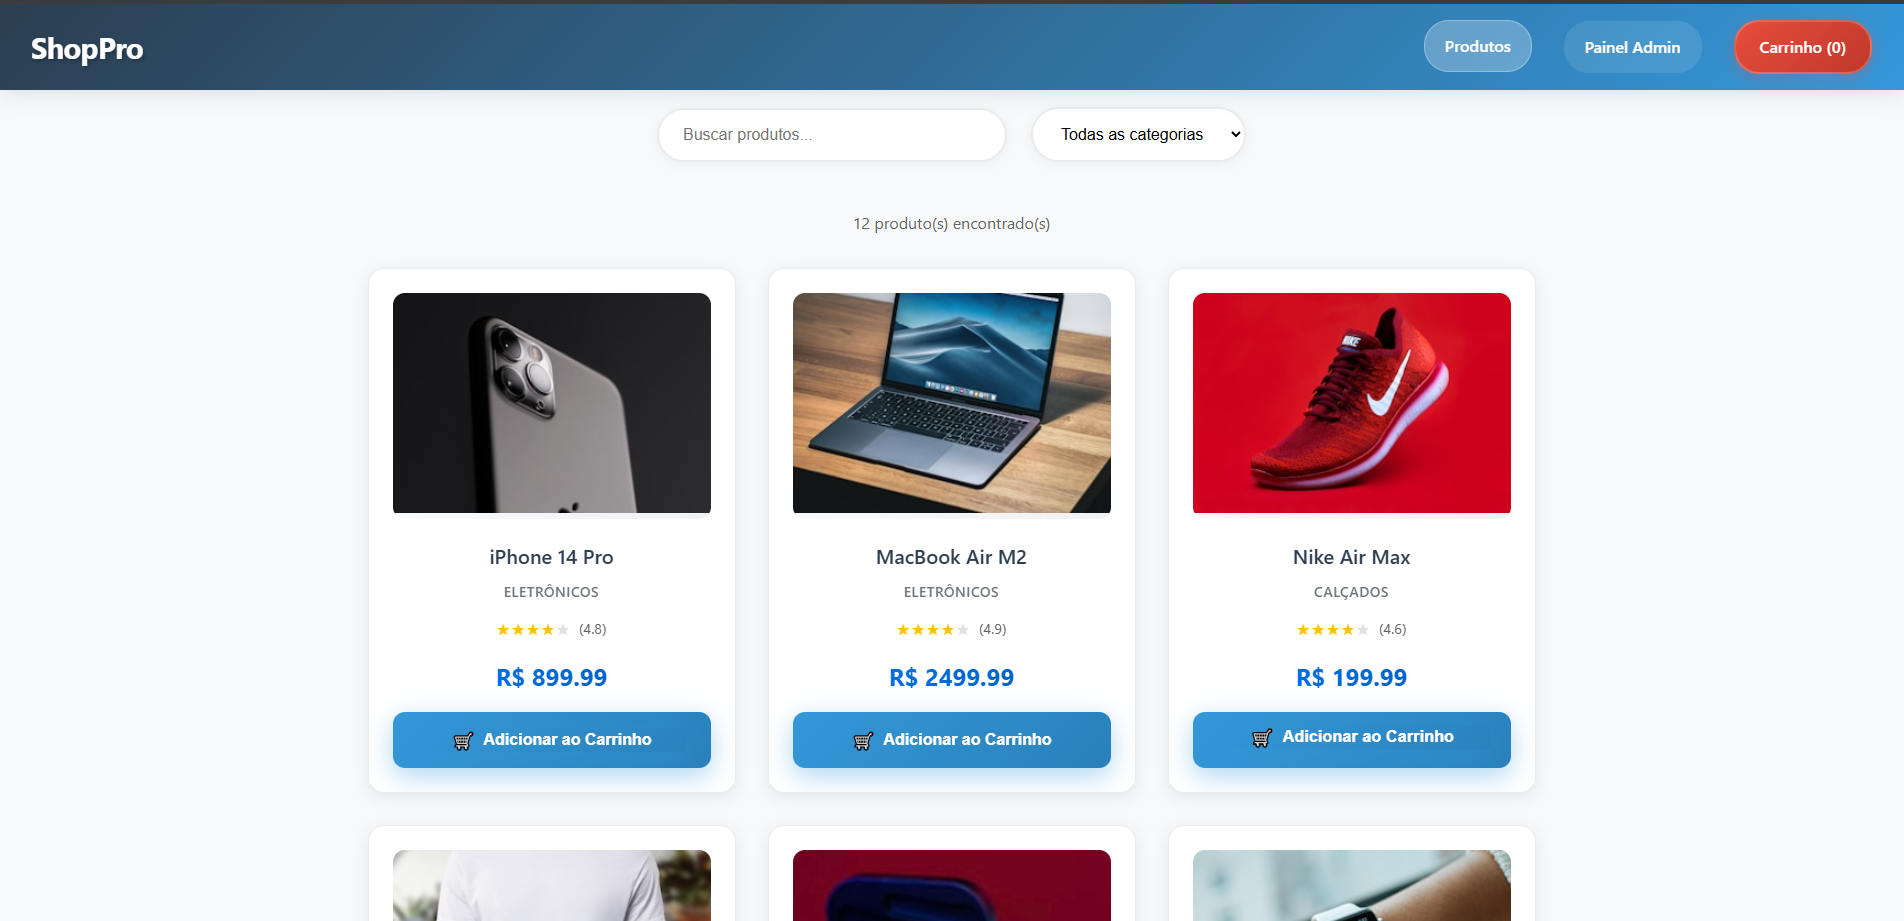 ShopPro
Produtos
Painel Admin
Carrinho (0)
Buscar produtos...
Todas as categorias
12 produto(s) encontrado(s)
NIKE
iPhone 14 Pro
ELETRÔNICOS
(4.8)
R$ 899.99
Adicionar ao Carrinho
MacBook Air M2
ELETRÔNICOS
(4.9)
R$ 2499.99
Adicionar ao Carrinho
Nike Air Max
CALÇADOS
(4.6)
R$ 199.99
Adicionar ao Carrinho